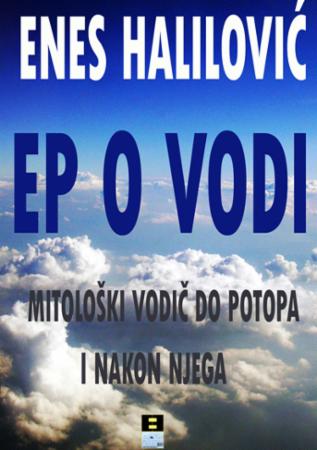 ENES HALILOVIĆ
EP O VODI
MITOLOŠKI VODIČ DO POTOPA
I NAKON NJEGA